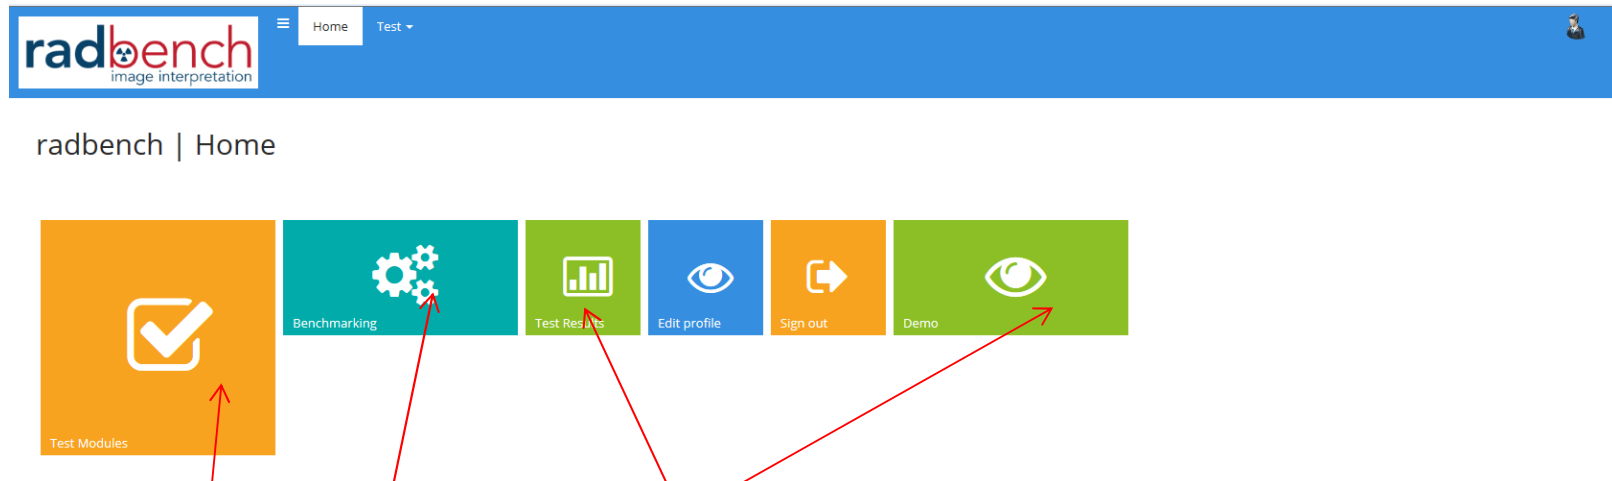 radbench
image interpretation
Home
Test
radbench | Home
Benchmarking
Test Results
Edit profile
Sign out
Demo
Test Modules